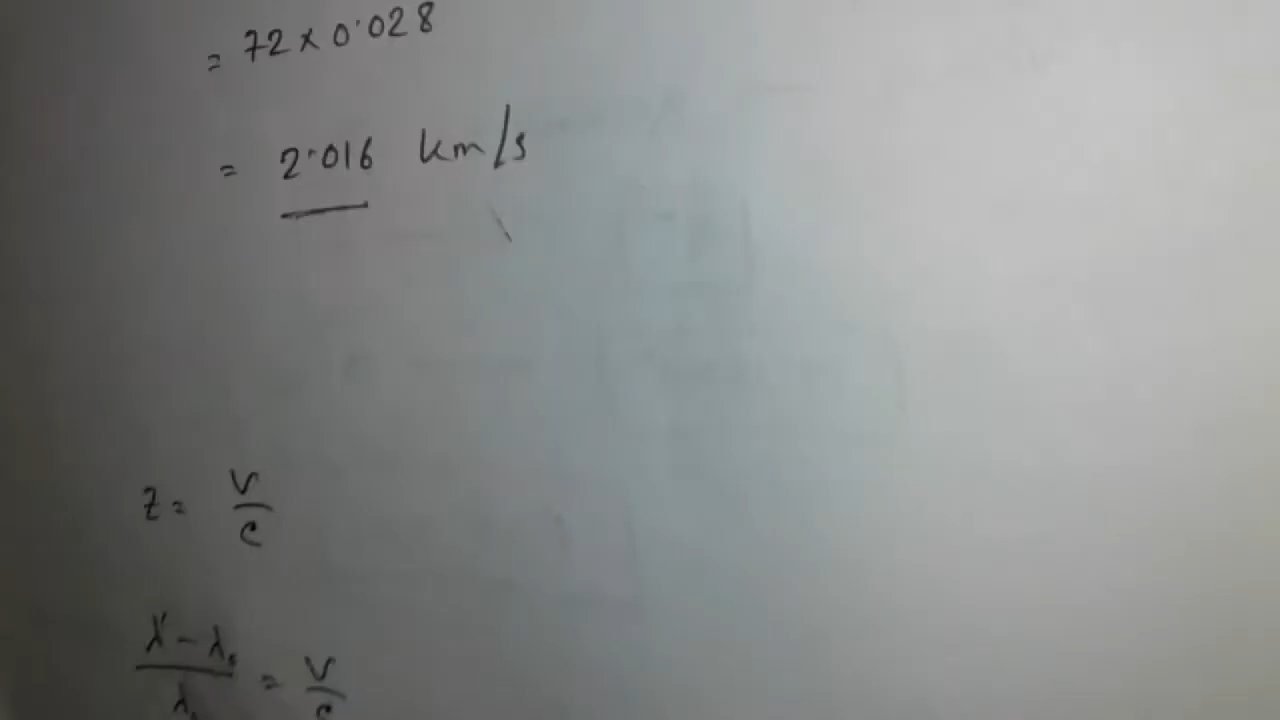 = 72 × 0.028
= 2.016 km/s
z = v/c
(λ' - λ₀)/λ₀ = v/c